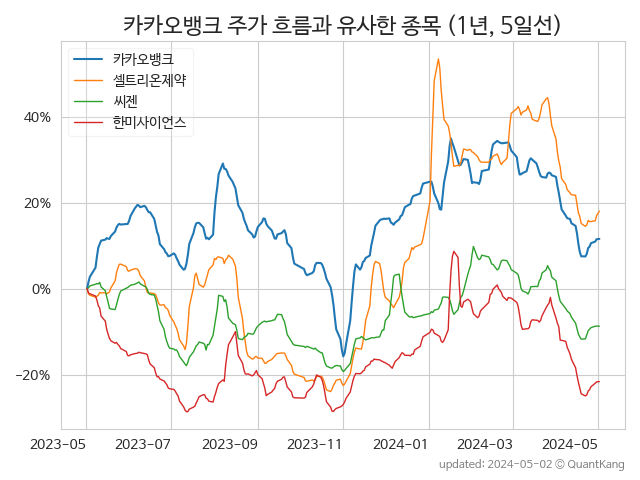 카카오뱅크 주가 흐름과 유사한 종목 (1년, 5일선)
카카오뱅크
셀트리온제약
씨젠
한미사이언스
40%
20%
0%
−20%
2023-05 2023-07 2023-09 2023-11 2024-01 2024-03 2024-05
updated: 2024-05-02 © QuantKang